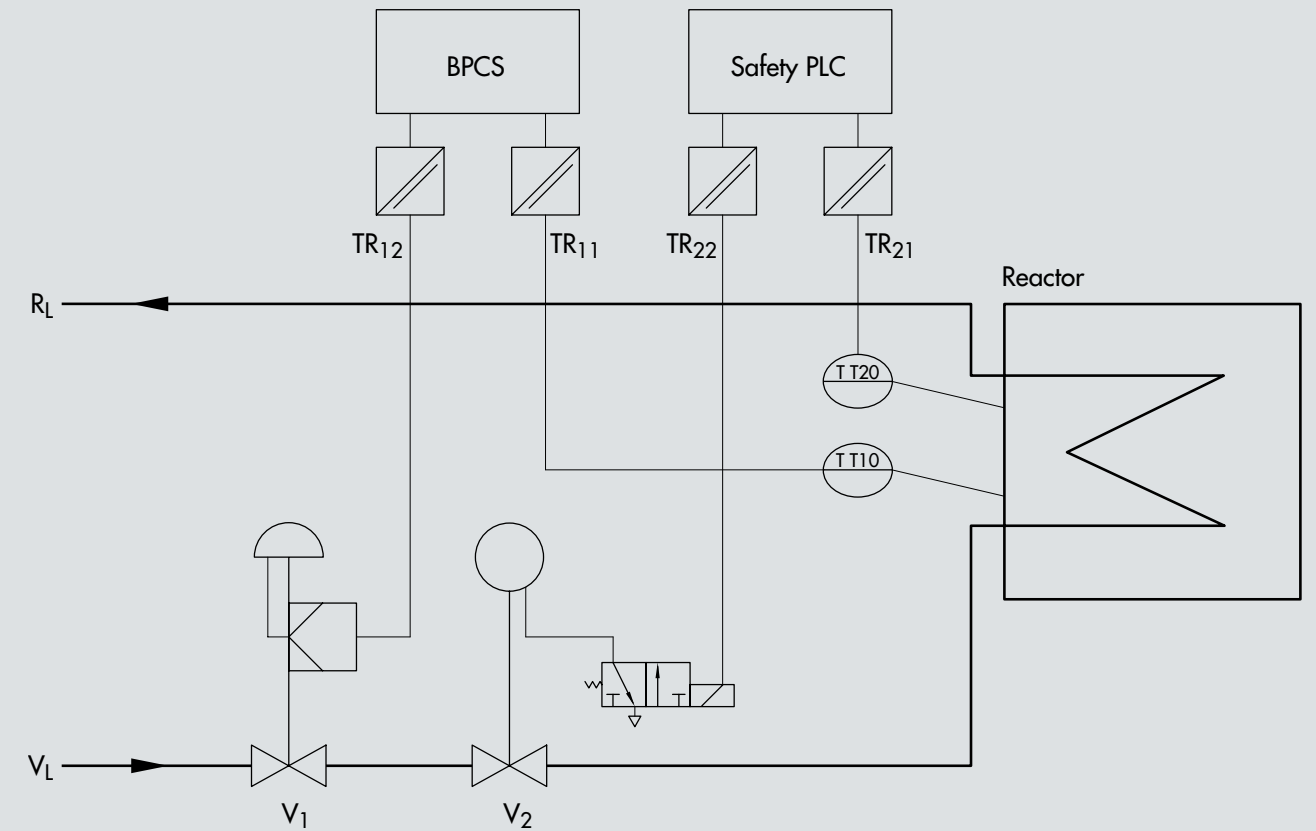 BPCS
Safety PLC
TR12
TR11
TR22
TR21
Reactor
RL
T T20
T T10
VL
V1
V2